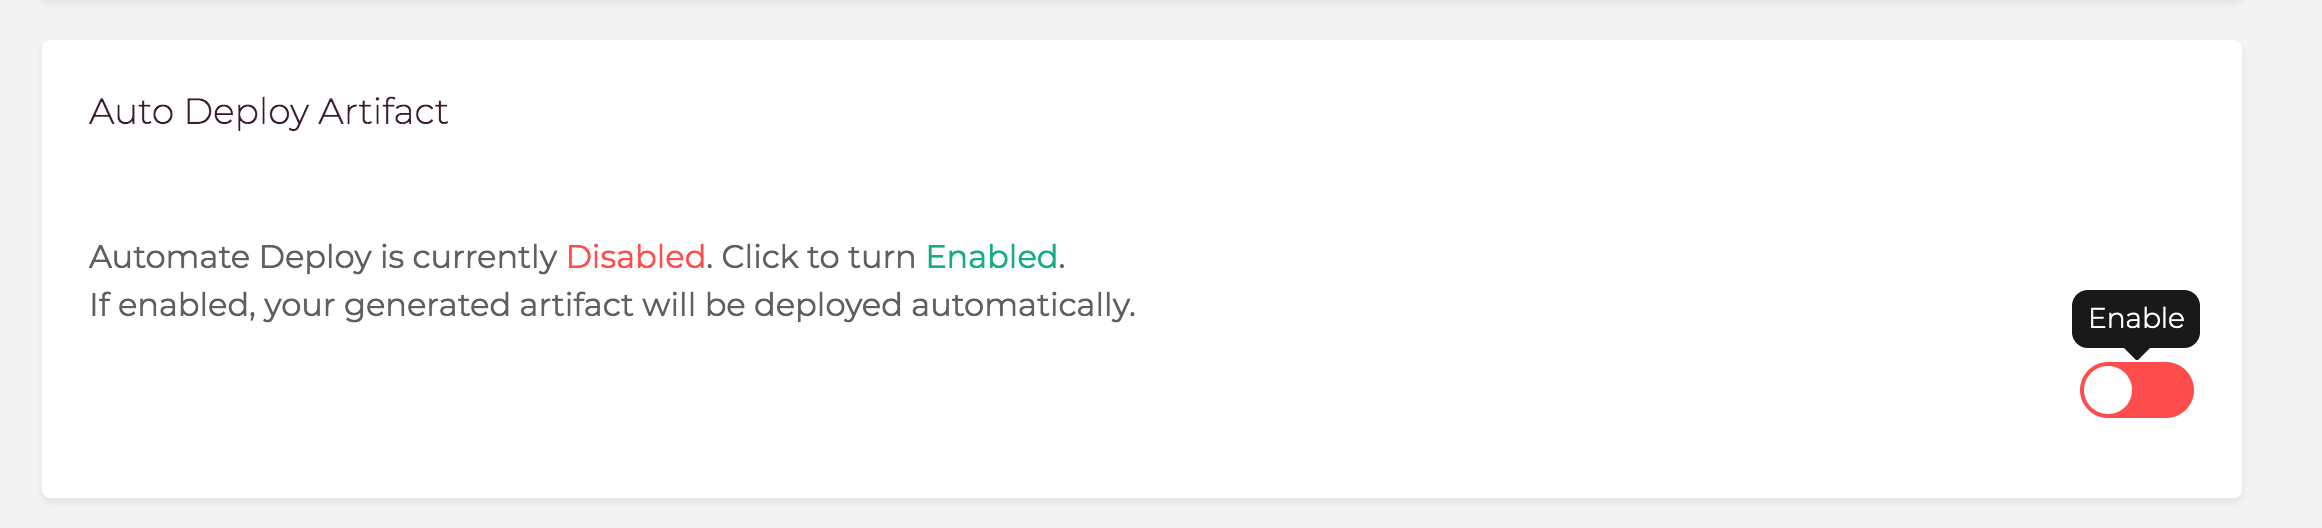 Auto Deploy Artifact
Automate Deploy is currently Disabled. Click to turn Enabled.
If enabled, your generated artifact will be deployed automatically.
Enable